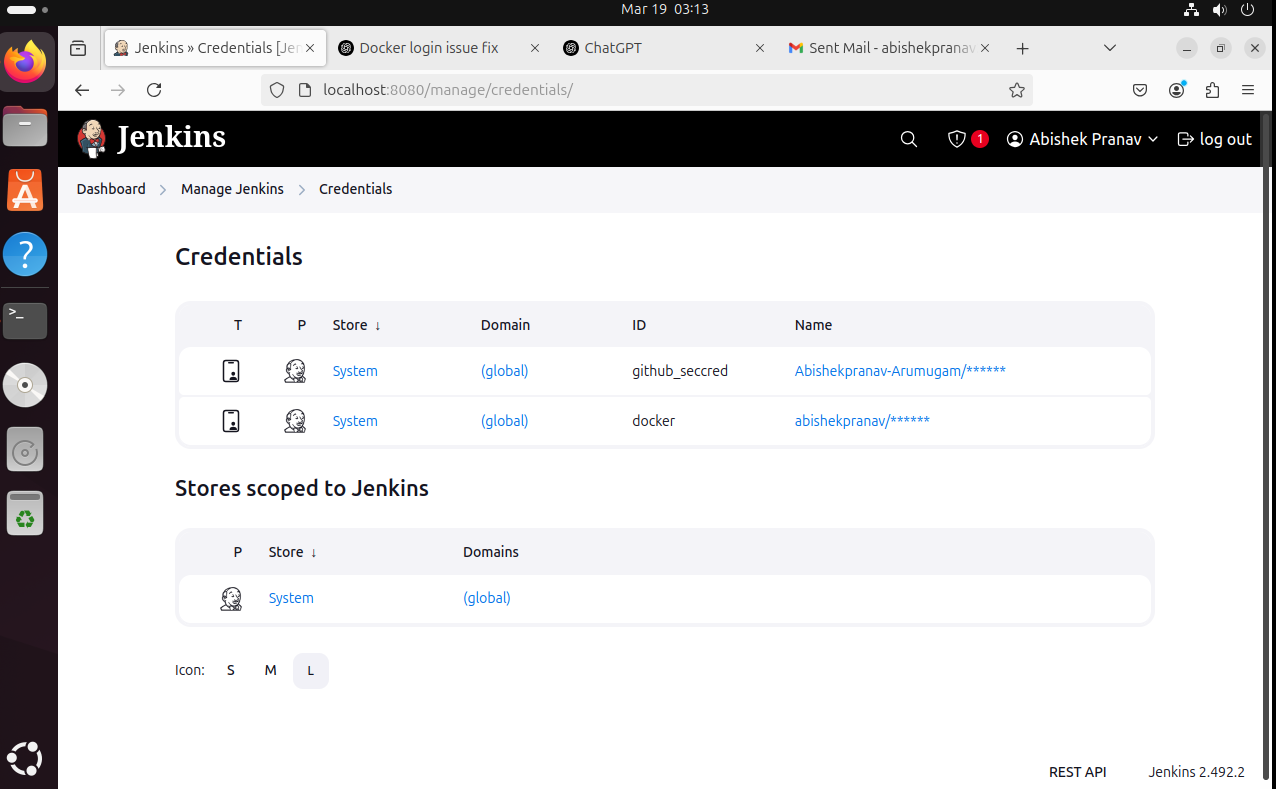 Mar 19 03:13
Jenkins » Credentials [Jen
Docker login issue fix
ChatGPT
Sent Mail - abishekpranav
localhost:8080/manage/credentials/
Jenkins
1
Abishek Pranav
log out
Dashboard
Manage Jenkins
Credentials
Credentials
T P Store ↓ Domain ID Name
System (global) github_seccred Abishekpranav-Arumugam/******
System (global) docker abishekpranav/******
Stores scoped to Jenkins
P Store ↓ Domains
System (global)
Icon: S M L
REST API Jenkins 2.492.2